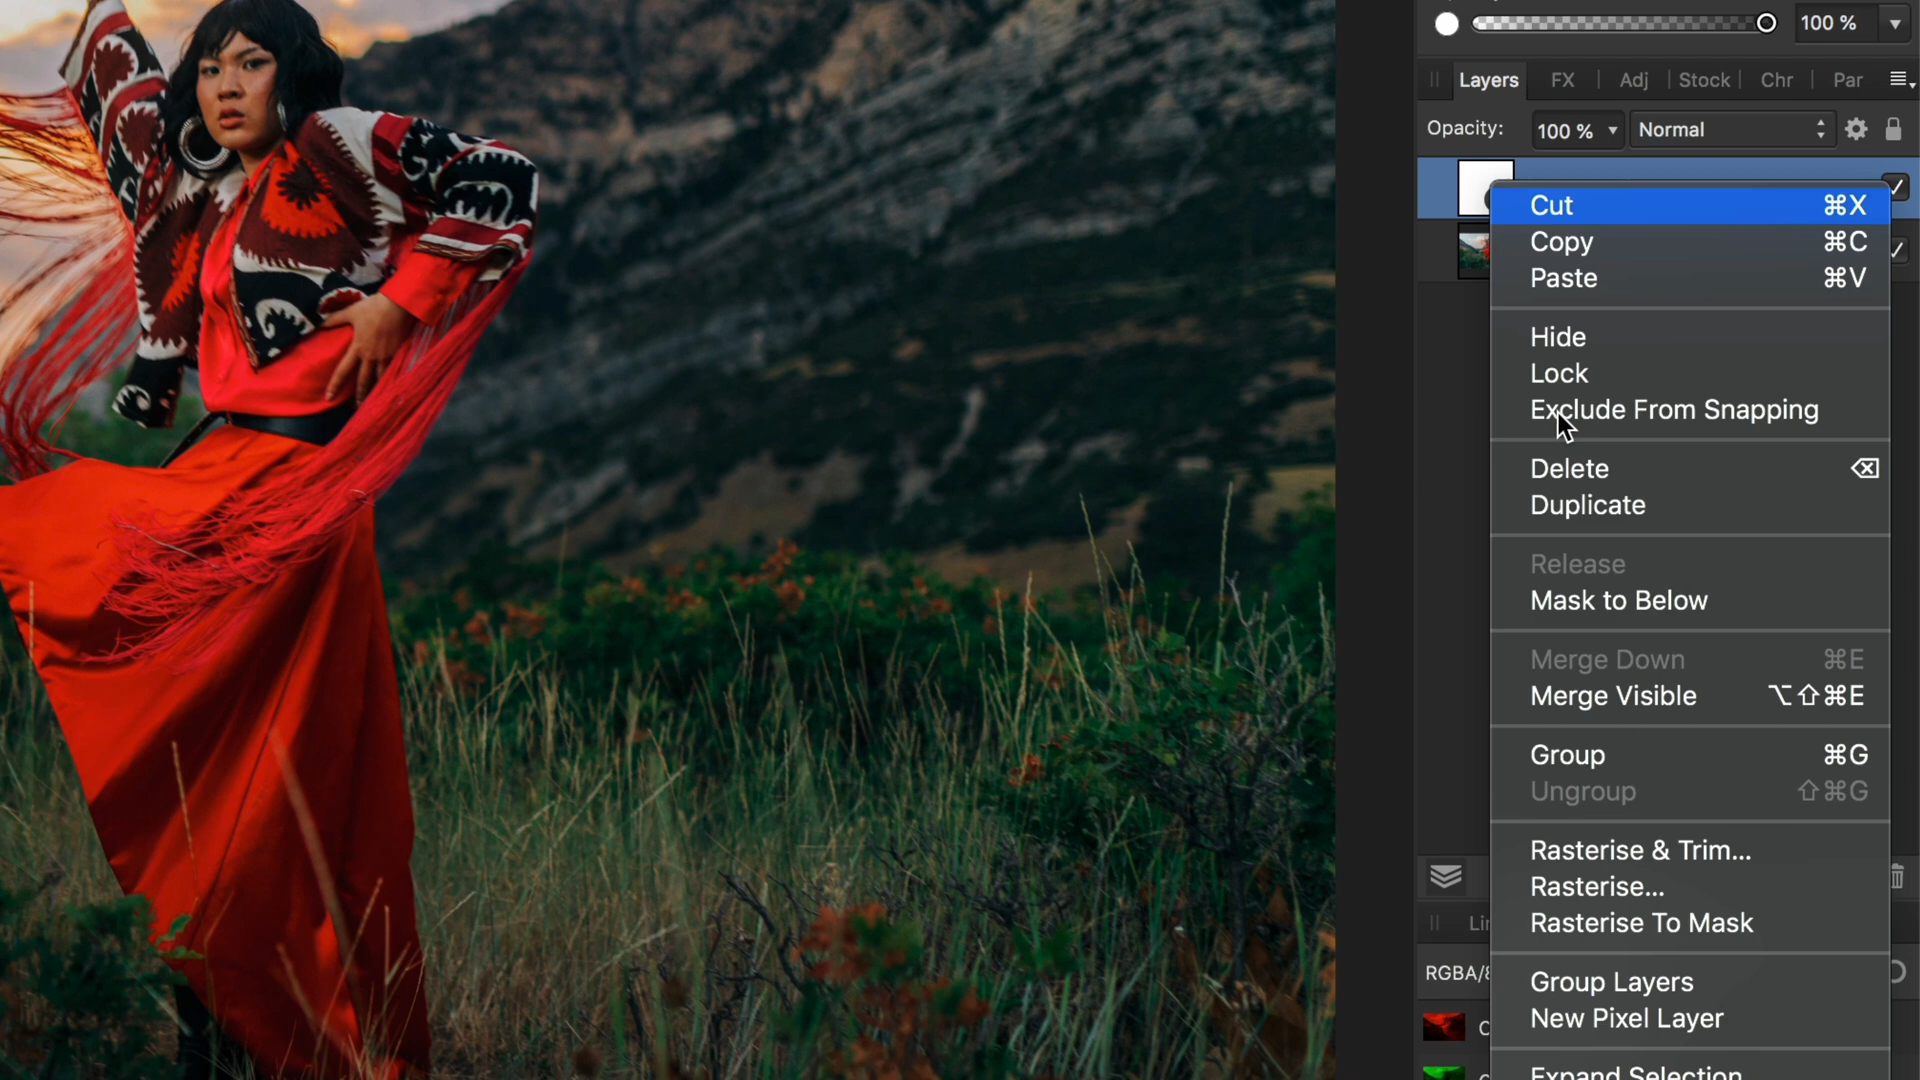 100 %
Layers FX Adj Stock Chr Par
Opacity: 100 % Normal
Cut ⌘X
Copy ⌘C
Paste ⌘V
Hide
Lock
Exclude From Snapping
Delete ⌫
Duplicate
Release
Mask to Below
Merge Down ⌘E
Merge Visible ⌥⇧⌘E
Group ⌘G
Ungroup ⇧⌘G
Rasterise & Trim...
Rasterise...
Rasterise To Mask
Group Layers
New Pixel Layer
Expand Selection
RGBA/8